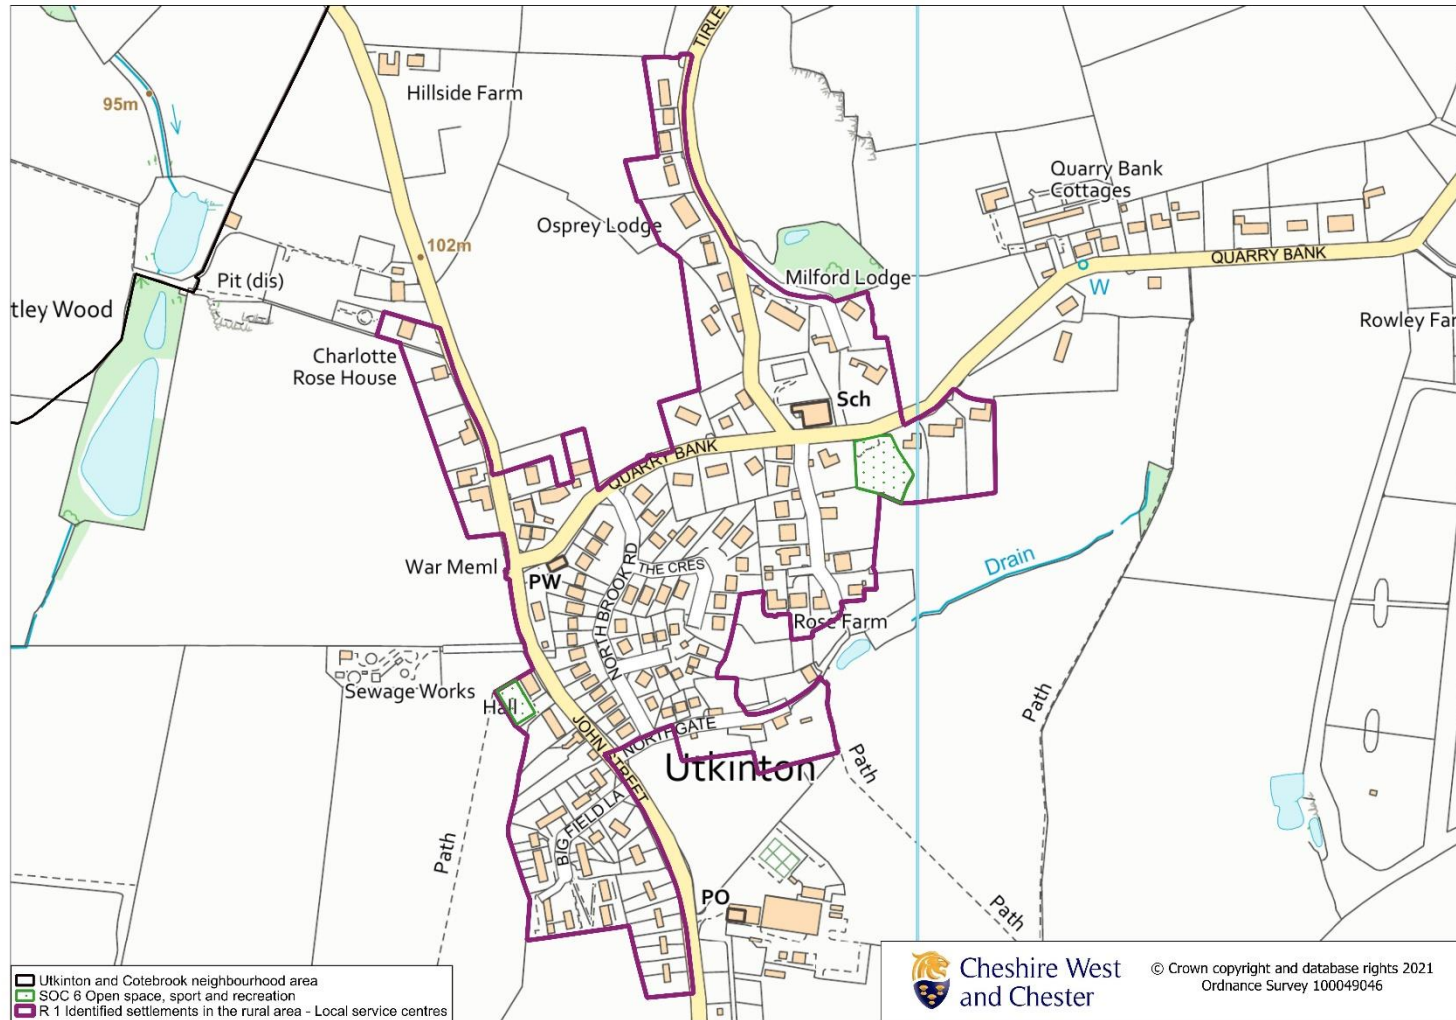 TIRLE
95m
Hillside Farm
Quarry Bank
Cottages
Osprey Lodge
102m
QUARRY BANK
Pit (dis)
Milford Lodge
W
tley Wood
Rowley Far
Charlotte
Rose House
Sch
QUARRY BANK
Drain
War Meml
PW
THE CRES
NORTH BROOK RD
Rose Farm
Sewage Works
Hall
Path
JOHN STREET
NORTHGATE
Utkinton
Path
BIG FIELD LA
Path
PO
Path
Utkinton and Cotebrook neighbourhood area
SOC 6 Open space, sport and recreation
R 1 Identified settlements in the rural area - Local service centres
Cheshire West
and Chester
© Crown copyright and database rights 2021
Ordnance Survey 100049046